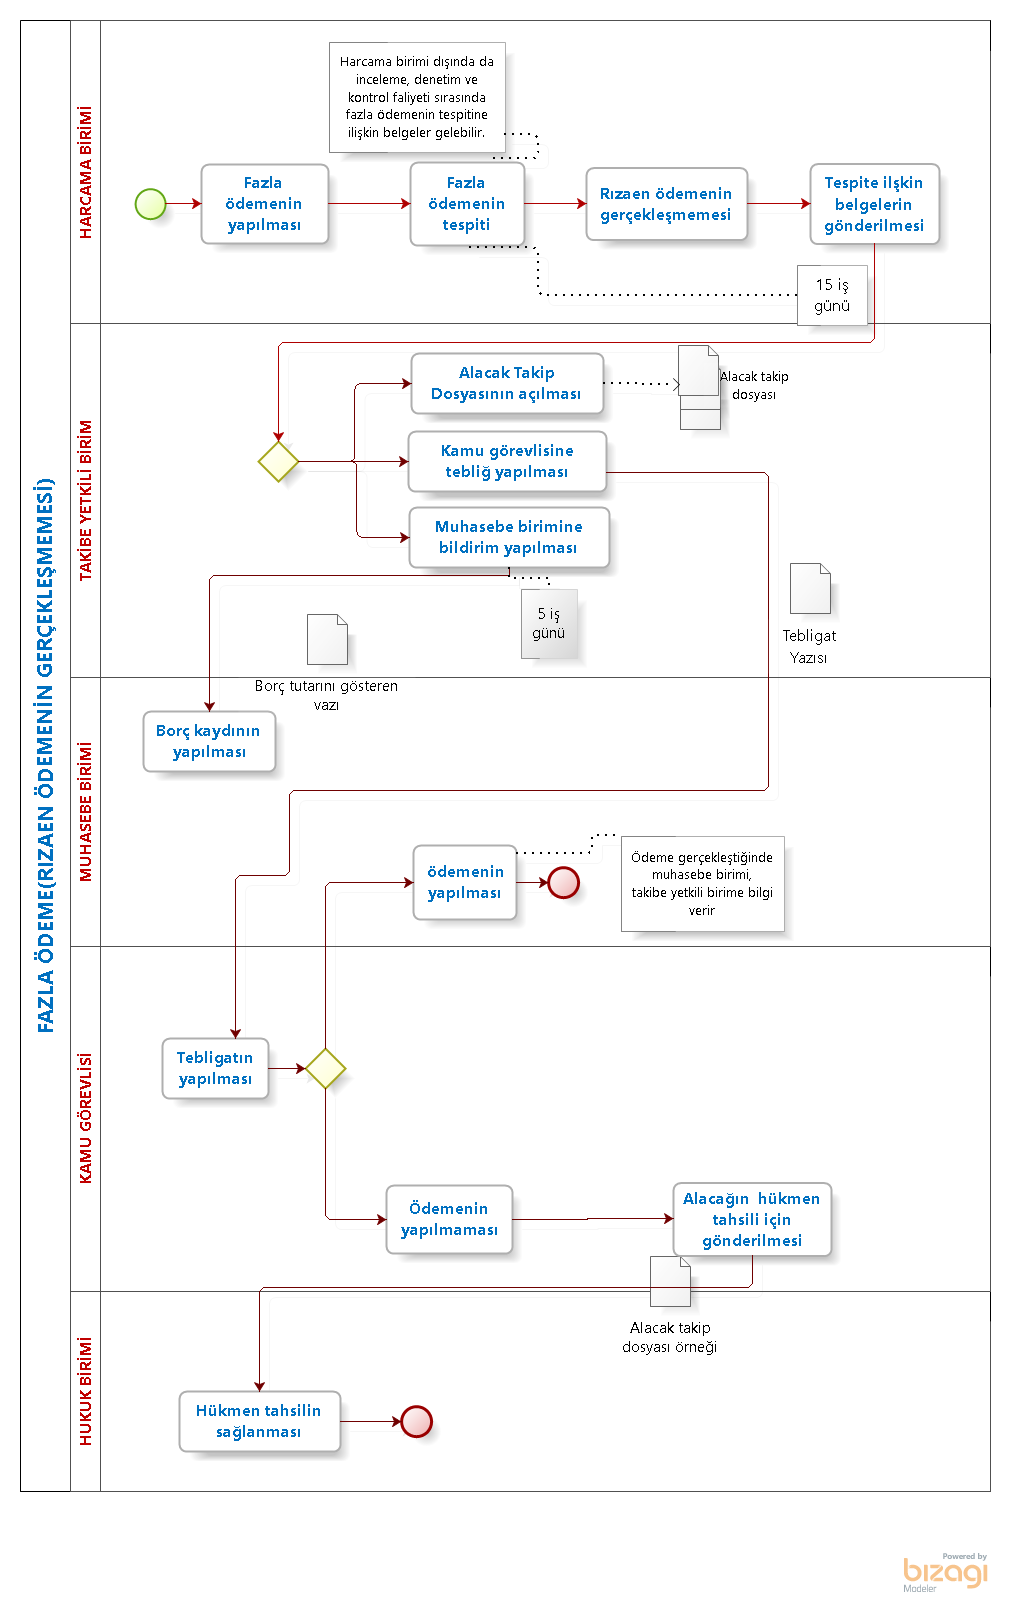 FAZLA ÖDEME(RIZAEN ÖDEMENİN GERÇEKLEŞMEMESİ)
HARCAMA BİRİMİ
Harcama birimi dışında da
inceleme, denetim ve
kontrol faliyeti sırasında
fazla ödemenin tespitine
ilişkin belgeler gelebilir.
Fazla
ödemenin
yapılması
Fazla
ödemenin
tespiti
Rızaen ödemenin
gerçekleşmemesi
Tespite ilşkin
belgelerin
gönderilmesi
15 iş
günü
TAKİBE YETKİLİ BİRİM
Alacak Takip
Dosyasının açılması
Alacak takip
dosyası
Kamu görevlisine
tebliğ yapılması
Muhasebe birimine
bildirim yapılması
5 iş
günü
Tebligat
Yazısı
Borç tutarını gösteren
yazı
MUHASEBE BİRİMİ
Borç kaydının
yapılması
ödemenin
yapılması
Ödeme gerçekleştiğinde
muhasebe birimi,
takibe yetkili birime bilgi
verir
KAMU GÖREVLİSİ
Tebligatın
yapılması
Ödemenin
yapılmaması
Alacağın hükmen
tahsili için
gönderilmesi
Alacak takip
dosyası örneği
HUKUK BİRİMİ
Hükmen tahsilin
sağlanması
Powered by
bizagi
Modeler